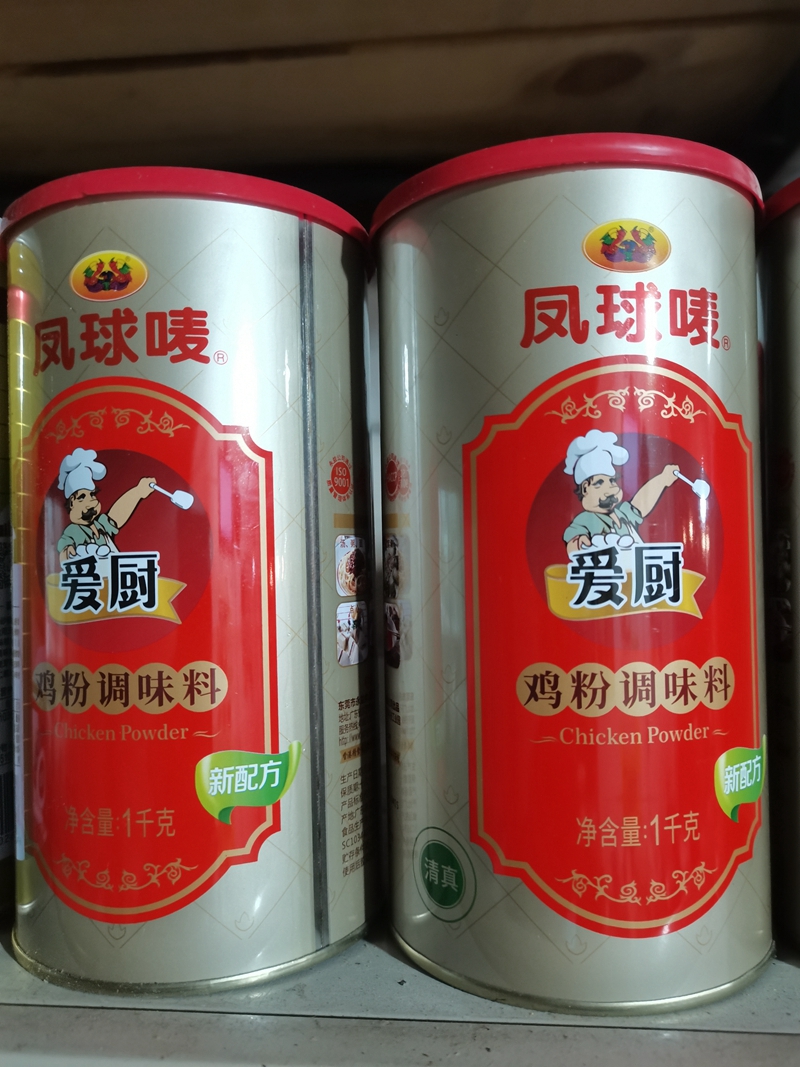 凤球唛®
爱厨
鸡粉调味料
Chicken Powder
新配方
净含量:1千克
ISO
9001
凤球唛®
爱厨
鸡粉调味料
Chicken Powder
新配方
净含量:1千克
清真